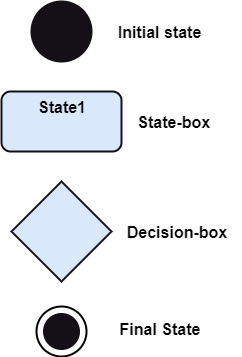 Initial state
State1
State-box
Decision-box
Final State